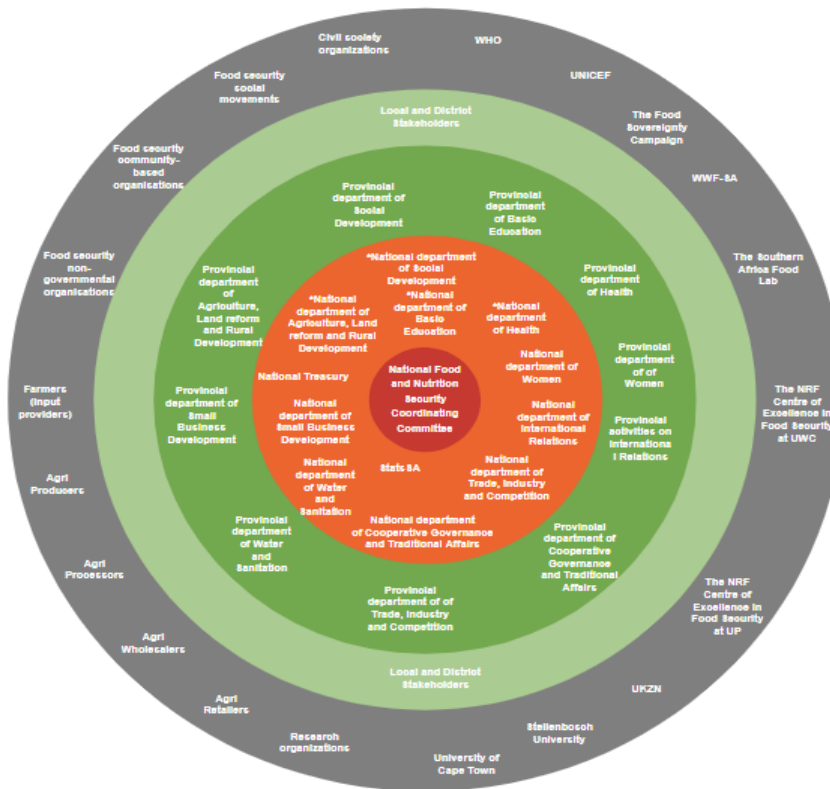 Civil society
organizations
WHO
UNICEF
Food security
social
movements
The Food
Sovereignty
Campaign
Food security
community-
based
organisations
WWF-SA
Food security
non-
governmental
organisations
The Southern
Africa Food
Lab
Farmers
(Input
providers)
The NRF
Centre of
Excellence in
Food Security
at UWC
Agri
Producers
Agri
Processors
The NRF
Centre of
Excellence in
Food Security
at UP
Agri
Wholesalers
UKZN
Agri
Retailers
Stellenbosch
University
Research
organizations
University of
Cape Town
Local and District
Stakeholders
Provincial
department of
Social
Development
Provincial
department
of Basic
Education
Provincial
department
of
Agriculture,
Land reform
and Rural
Development
Provincial
department
of Health
Provincial
department
of of
Women
Provincial
department of
Small
Business
Development
Provincial
activities on
Internationa
l Relations
Provincial
department
of Water
and
Sanitation
Provincial
department of
Cooperative
Governance
and Traditional
Affairs
Provincial
department of of
Trade, Industry
and Competition
Local and District
Stakeholders
*National department
of Social
Development
*National
department of
Agriculture, Land
reform and Rural
Development
*National
department of
Basic
Education
*National
department
of Health
National
department of
Women
National Treasury
National
department of
Small Business
Development
National
department of
International
Relations
National
department
of Water
and
Sanitation
Stats SA
National
department of
Trade, Industry
and Competition
National department
of Cooperative Governance
and Traditional Affairs
National Food
and Nutrition
Security
Coordinating
Committee